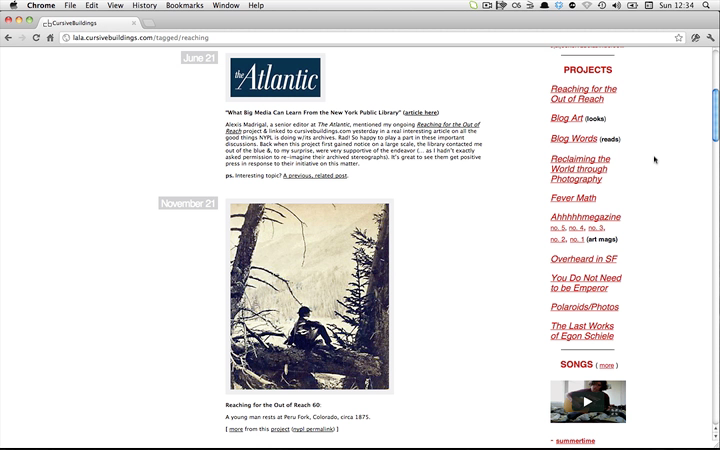 Chrome File Edit View History Bookmarks Window Help
Sun 12:34
CursiveBuildings
lala.cursivebuildings.com/tagged/reaching
June 21
the Atlantic
"What Big Media Can Learn From the New York Public Library" (article here)
Alexis Madrigal, a senior editor at The Atlantic, mentioned my ongoing Reaching for the Out of
Reach project & linked to cursivebuildings.com yesterday in a real interesting article on all the
good things NYPL is doing w/its archives. Rad! So happy to play a part in these important
discussions. Back when this project first gained notice on a large scale, the library contacted me
out of the blue &, to my surprise, were very supportive of the endeavor (... as I hadn't exactly
asked permission to re-imagine their archived stereographs). It's great to see them get positive
press in response to their initiative on this matter.
ps. Interesting topic? A previous, related post.
November 21
Reaching for the Out of Reach 60:
A young man rests at Peru Fork, Colorado, circa 1875.
[ more from this project (nypl permalink) ]
PROJECTS
Reaching for the
Out of Reach
Blog Art (looks)
Blog Words (reads)
Reclaiming the
World through
Photography
Fever Math
Ahhhhhmegazine
no. 5, no. 4, no. 3,
no. 2, no. 1 (art mags)
Overheard in SF
You Do Not Need
to be Emperor
Polaroids/Photos
The Last Works
of Egon Schiele
SONGS ( more )
- summertime